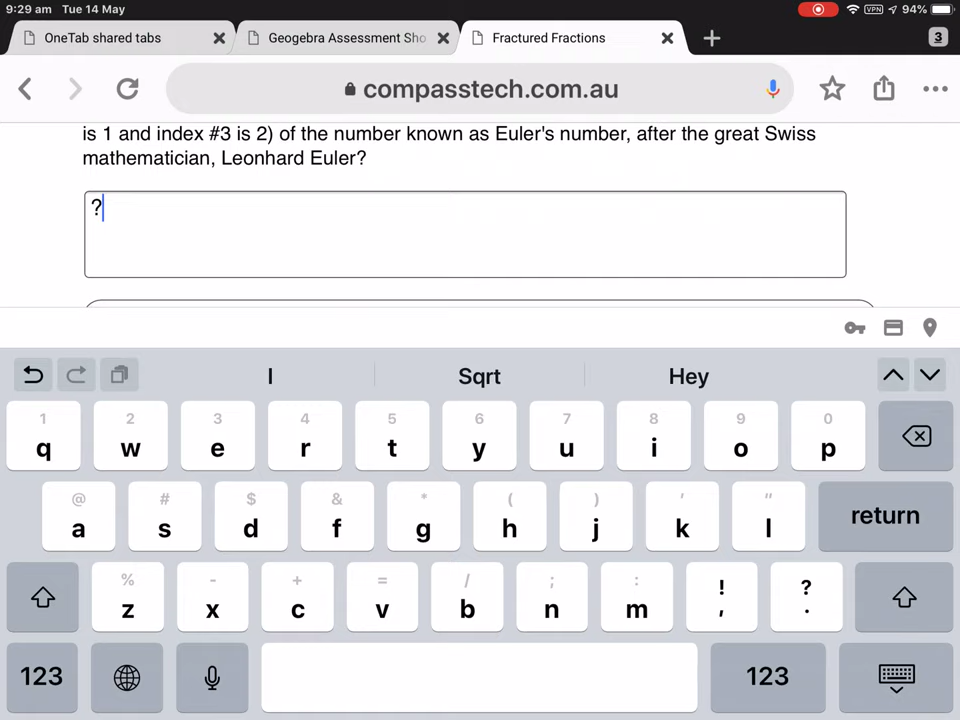 9:29 am Tue 14 May VPN 94%
OneTab shared tabs Geogebra Assessment Sho Fractured Fractions 3
compasstech.com.au
is 1 and index #3 is 2) of the number known as Euler's number, after the great Swiss
mathematician, Leonhard Euler?
?
I Sqrt Hey
1 2 3 4 5 6 7 8 9 0
q w e r t y u i o p
@ # $ & * ( ) ' "
a s d f g h j k l return
% - + = / ; : ! ?
z x c v b n m , .
123 123